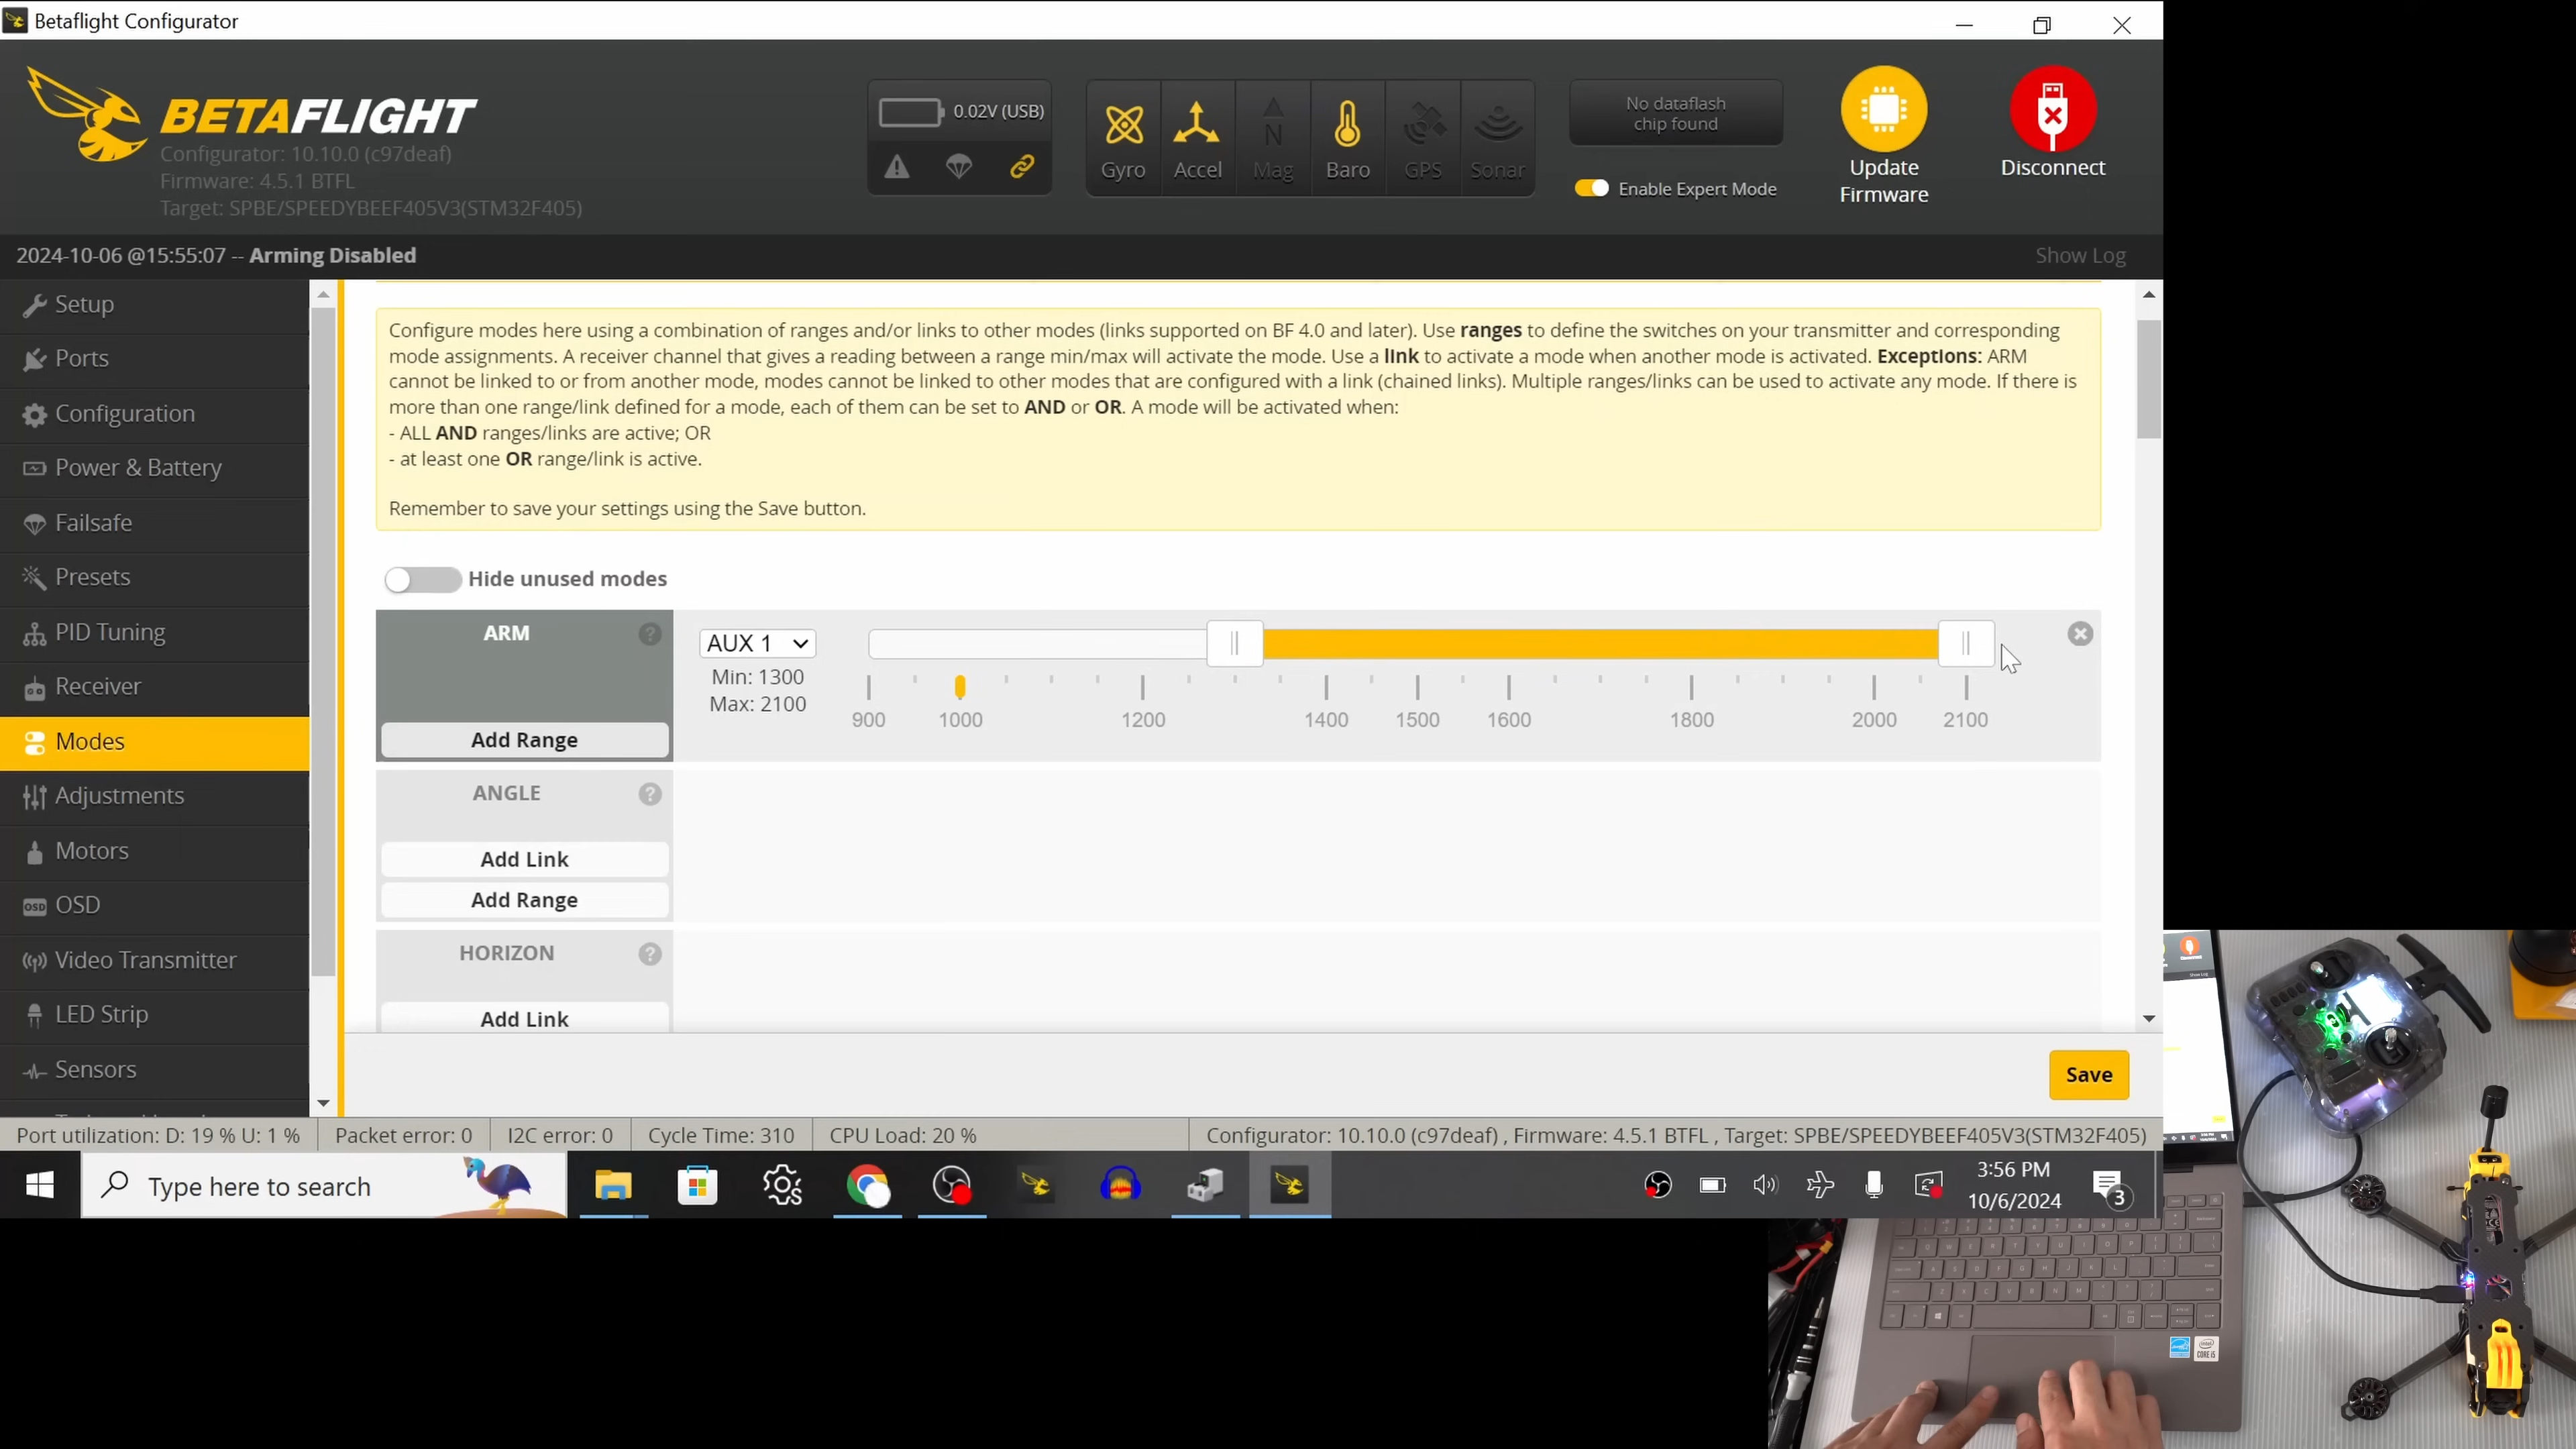 Betaflight Configurator
BETAFLIGHT
Configurator: 10.10.0 (c97deaf)
Firmware: 4.5.1 BTFL
Target: SPBE/SPEEDYBEEF405V3(STM32F405)
0.02V (USB)
Gyro
Accel
N
Mag
Baro
GPS
Sonar
No dataflash
chip found
Enable Expert Mode
Update
Firmware
Disconnect
2024-10-06 @15:55:07 -- Arming Disabled
Show Log
Setup
Ports
Configuration
Power & Battery
Failsafe
Presets
PID Tuning
Receiver
Modes
Adjustments
Motors
OSD
OSD
Video Transmitter
LED Strip
Sensors
Configure modes here using a combination of ranges and/or links to other modes (links supported on BF 4.0 and later). Use ranges to define the switches on your transmitter and corresponding
mode assignments. A receiver channel that gives a reading between a range min/max will activate the mode. Use a link to activate a mode when another mode is activated. Exceptions: ARM
cannot be linked to or from another mode, modes cannot be linked to other modes that are configured with a link (chained links). Multiple ranges/links can be used to activate any mode. If there is
more than one range/link defined for a mode, each of them can be set to AND or OR. A mode will be activated when:
- ALL AND ranges/links are active; OR
- at least one OR range/link is active.
Remember to save your settings using the Save button.
Hide unused modes
ARM
?
Add Range
AUX 1
Min: 1300
Max: 2100
900 1000 1200 1400 1500 1600 1800 2000 2100
ANGLE
?
Add Link
Add Range
HORIZON
?
Add Link
Save
Port utilization: D: 19 % U: 1 %
Packet error: 0
I2C error: 0
Cycle Time: 310
CPU Load: 20 %
Configurator: 10.10.0 (c97deaf) , Firmware: 4.5.1 BTFL , Target: SPBE/SPEEDYBEEF405V3(STM32F405)
Type here to search
3:56 PM
10/6/2024
3